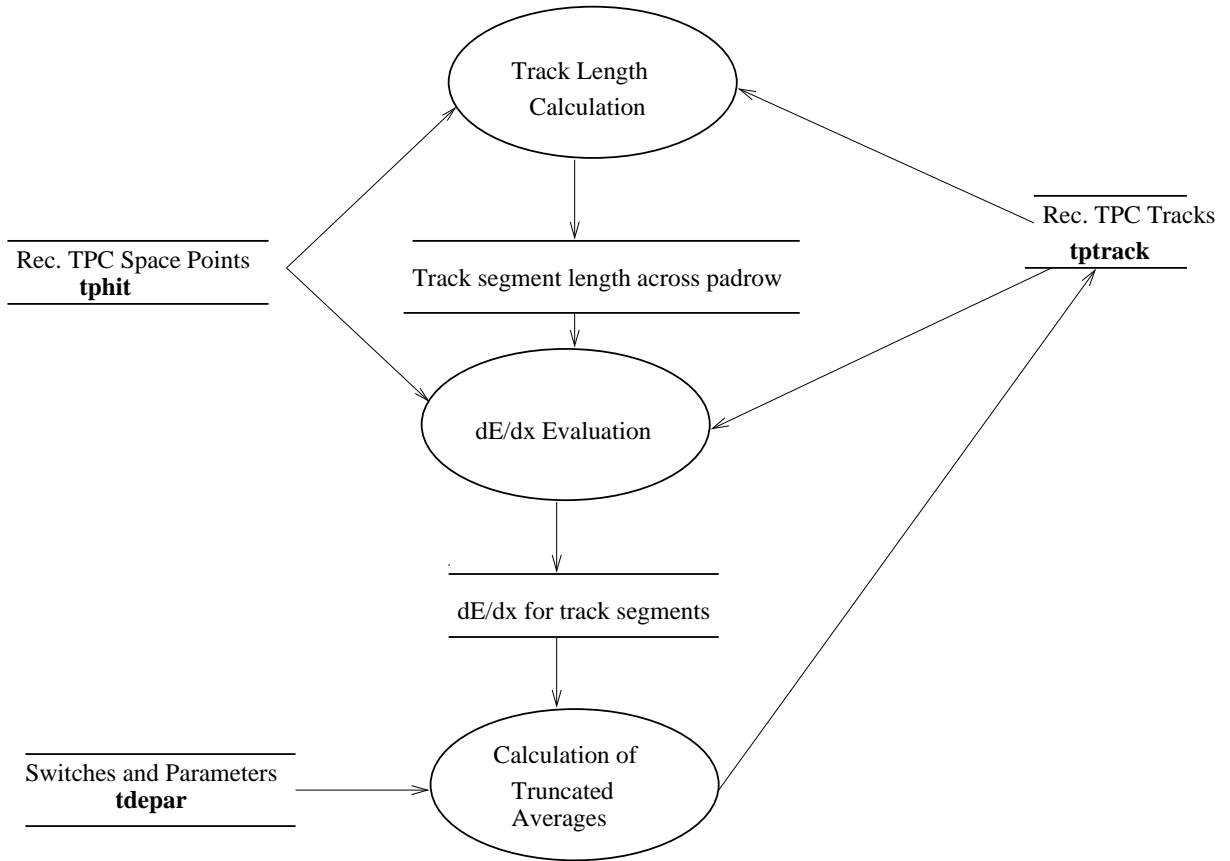 Track Length
Calculation
Rec. TPC Tracks
tptrack
Rec. TPC Space Points
tphit
Track segment length across padrow
dE/dx Evaluation
dE/dx for track segments
Calculation of
Truncated
Averages
Switches and Parameters
tdepar